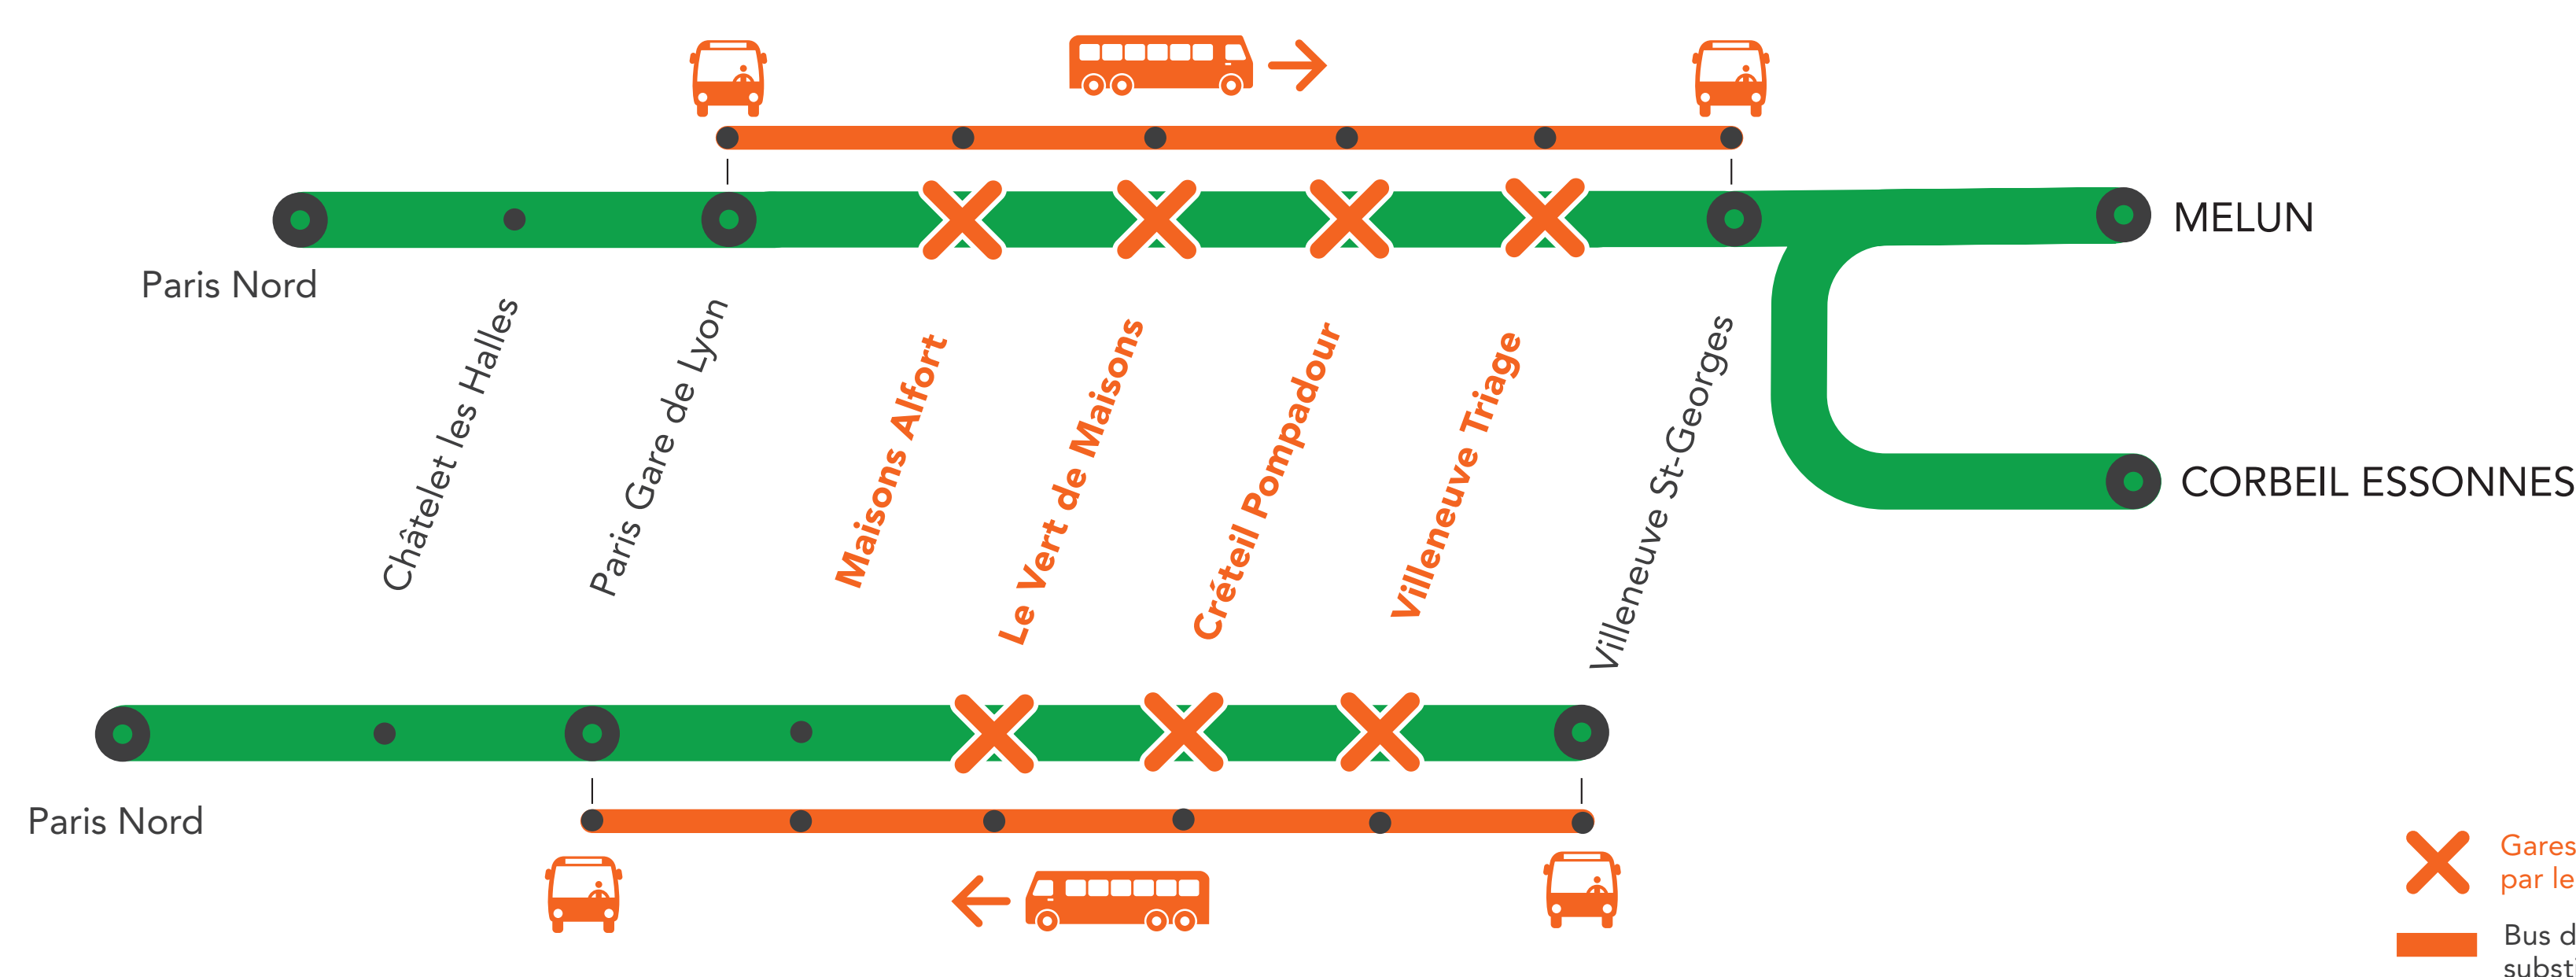 MELUN
Paris Nord
Châtelet les Halles
Paris Gare de Lyon
Maisons Alfort
Le Vert de Maisons
Créteil Pompadour
Villeneuve Triage
Villeneuve St-Georges
CORBEIL ESSONNES
Paris Nord
Gares
par le
Bus d
subst